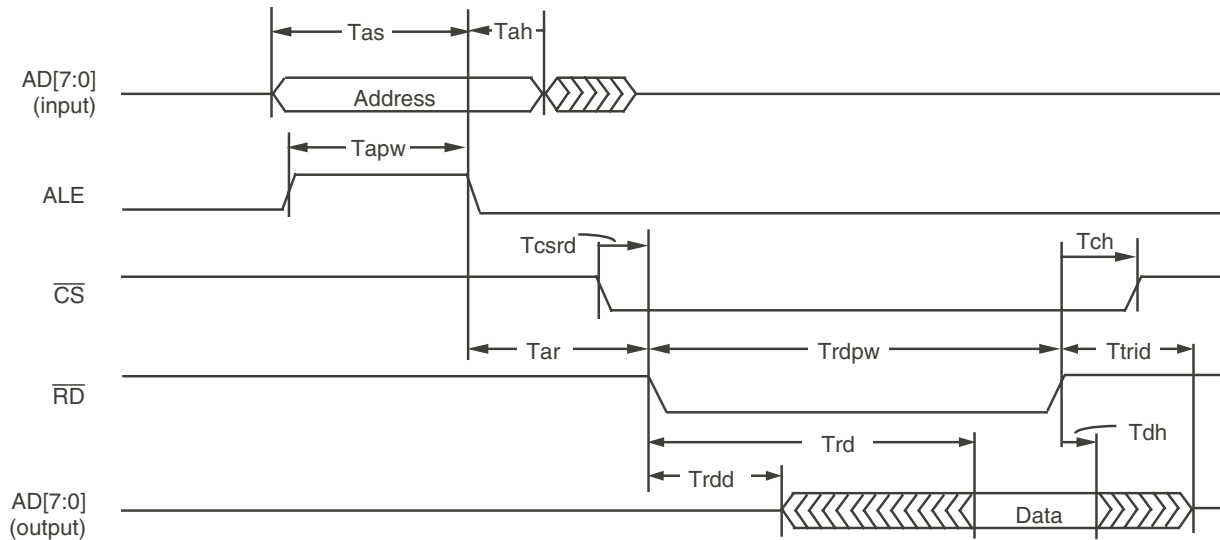 Tas
Tah
AD[7:0]
(input)
Address
Tapw
ALE
Tcsrd
Tch
CS
Tar
Trdpw
Ttrid
RD
Trd
Tdh
Trdd
AD[7:0]
(output)
Data